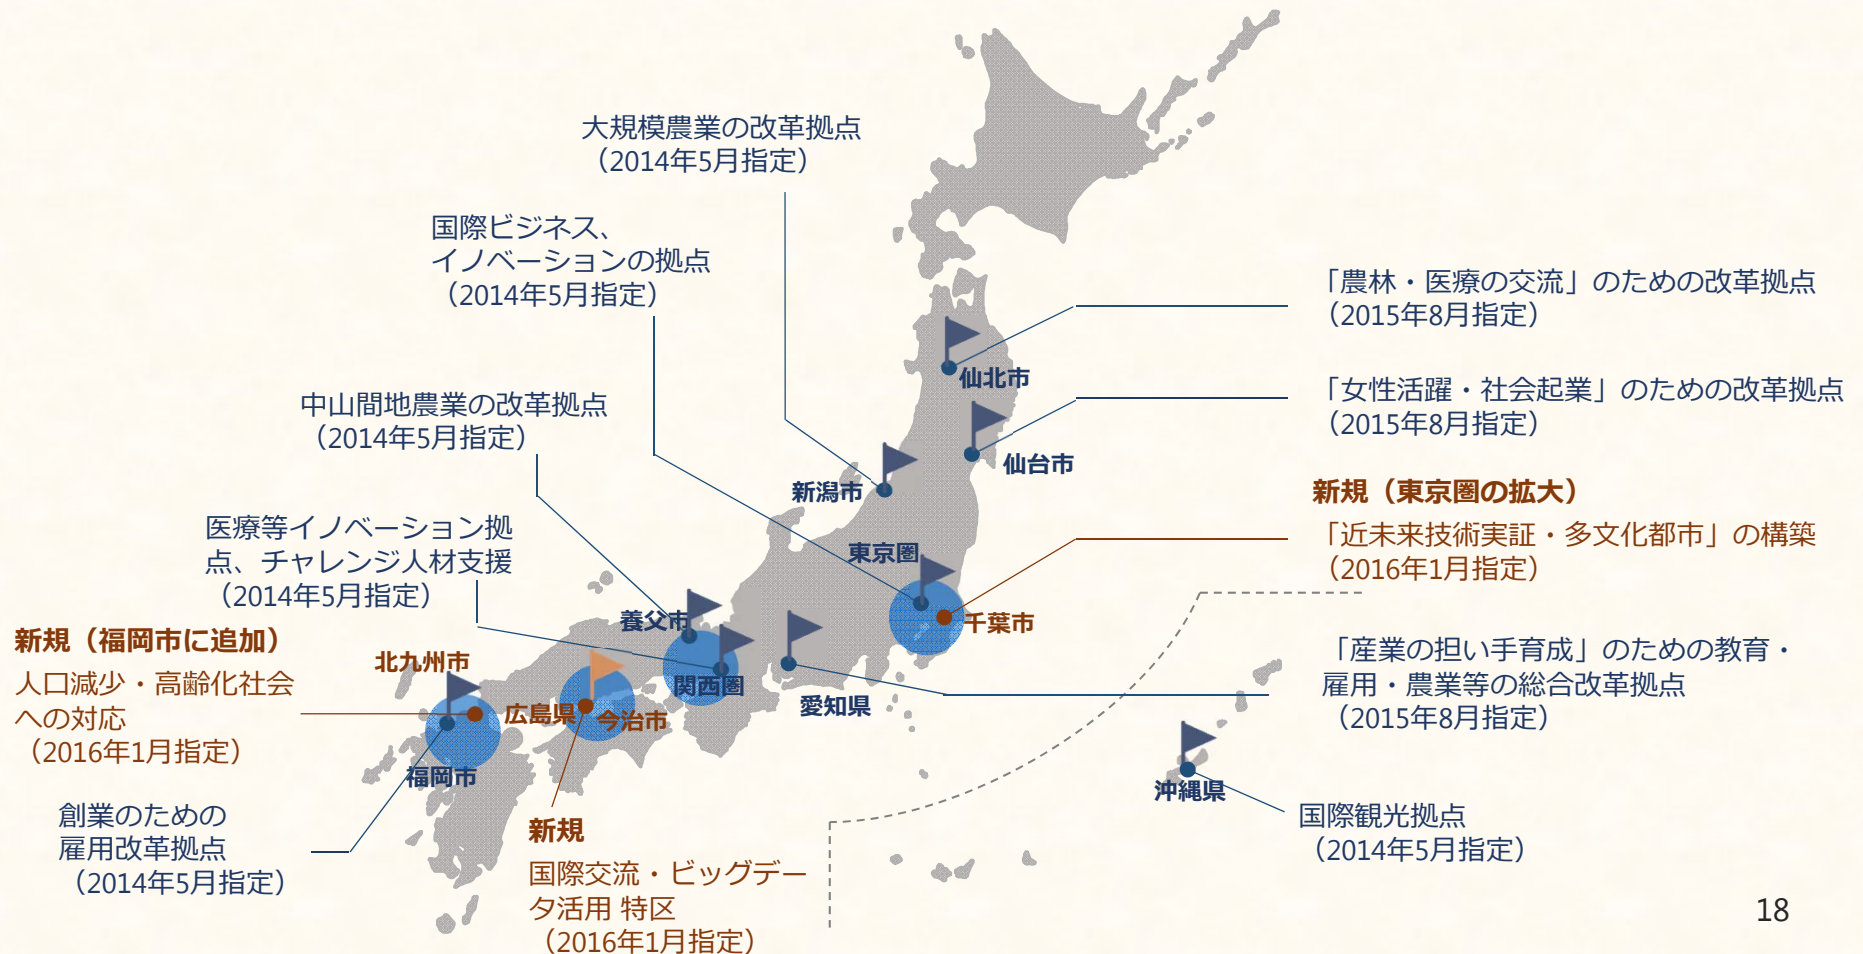 大規模農業の改革拠点
（2014年5月指定）
国際ビジネス、
イノベーションの拠点
（2014年5月指定）
中山間地農業の改革拠点
（2014年5月指定）
医療等イノベーション拠
点、チャレンジ人材支援
（2014年5月指定）
新規（福岡市に追加）
人口減少・高齢化社会
への対応
（2016年1月指定）
創業のための
雇用改革拠点
（2014年5月指定）
新規
国際交流・ビッグデー
タ活用 特区
（2016年1月指定）
仙北市
仙台市
新潟市
東京圏
千葉市
養父市
関西圏
愛知県
北九州市
広島県
今治市
福岡市
沖縄県
「農林・医療の交流」のための改革拠点
（2015年8月指定）
「女性活躍・社会起業」のための改革拠点
（2015年8月指定）
新規（東京圏の拡大）
「近未来技術実証・多文化都市」の構築
（2016年1月指定）
「産業の担い手育成」のための教育・
雇用・農業等の総合改革拠点
（2015年8月指定）
国際観光拠点
（2014年5月指定）
18